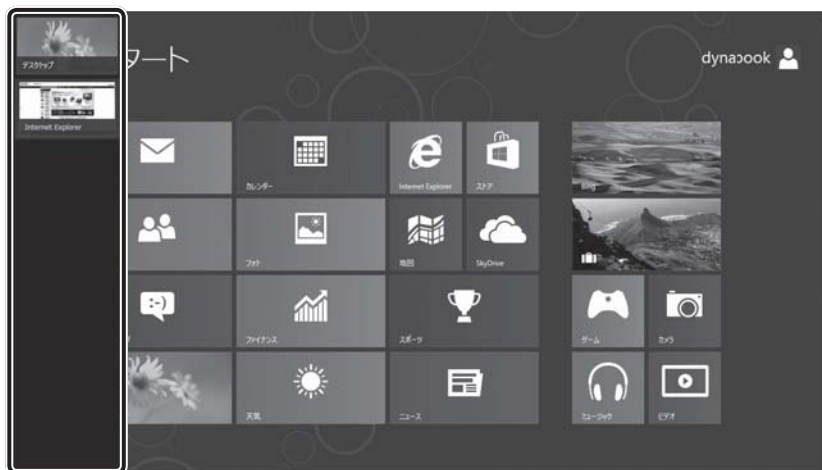 デスクトップ
Internet Explorer
タート
dynabook
カレンダー
Internet Explorer
ストア
Bing
フォト
地図
SkyDrive
ファイナンス
スポーツ
ゲーム
カメラ
天気
ニュース
ミュージック
ビデオ